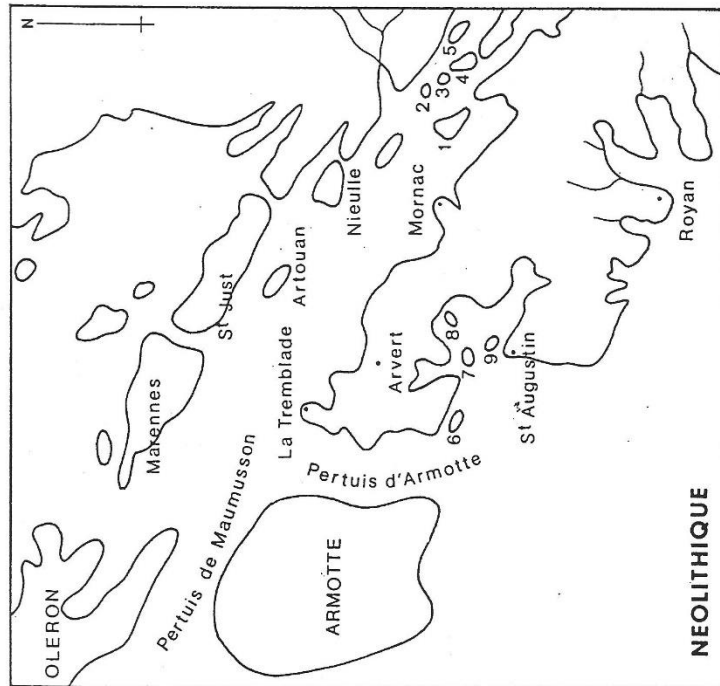 N
OLERON
Marennes
St Just
Pertuis de Maumusson
Artouan
La Tremblade
Nieulle
ARMOTTE
Pertuis d'Armotte
Arvert
Mornac
1
2
3
4
5
6
7
8
9
St Augustin
Royan
NEOLITHIQUE